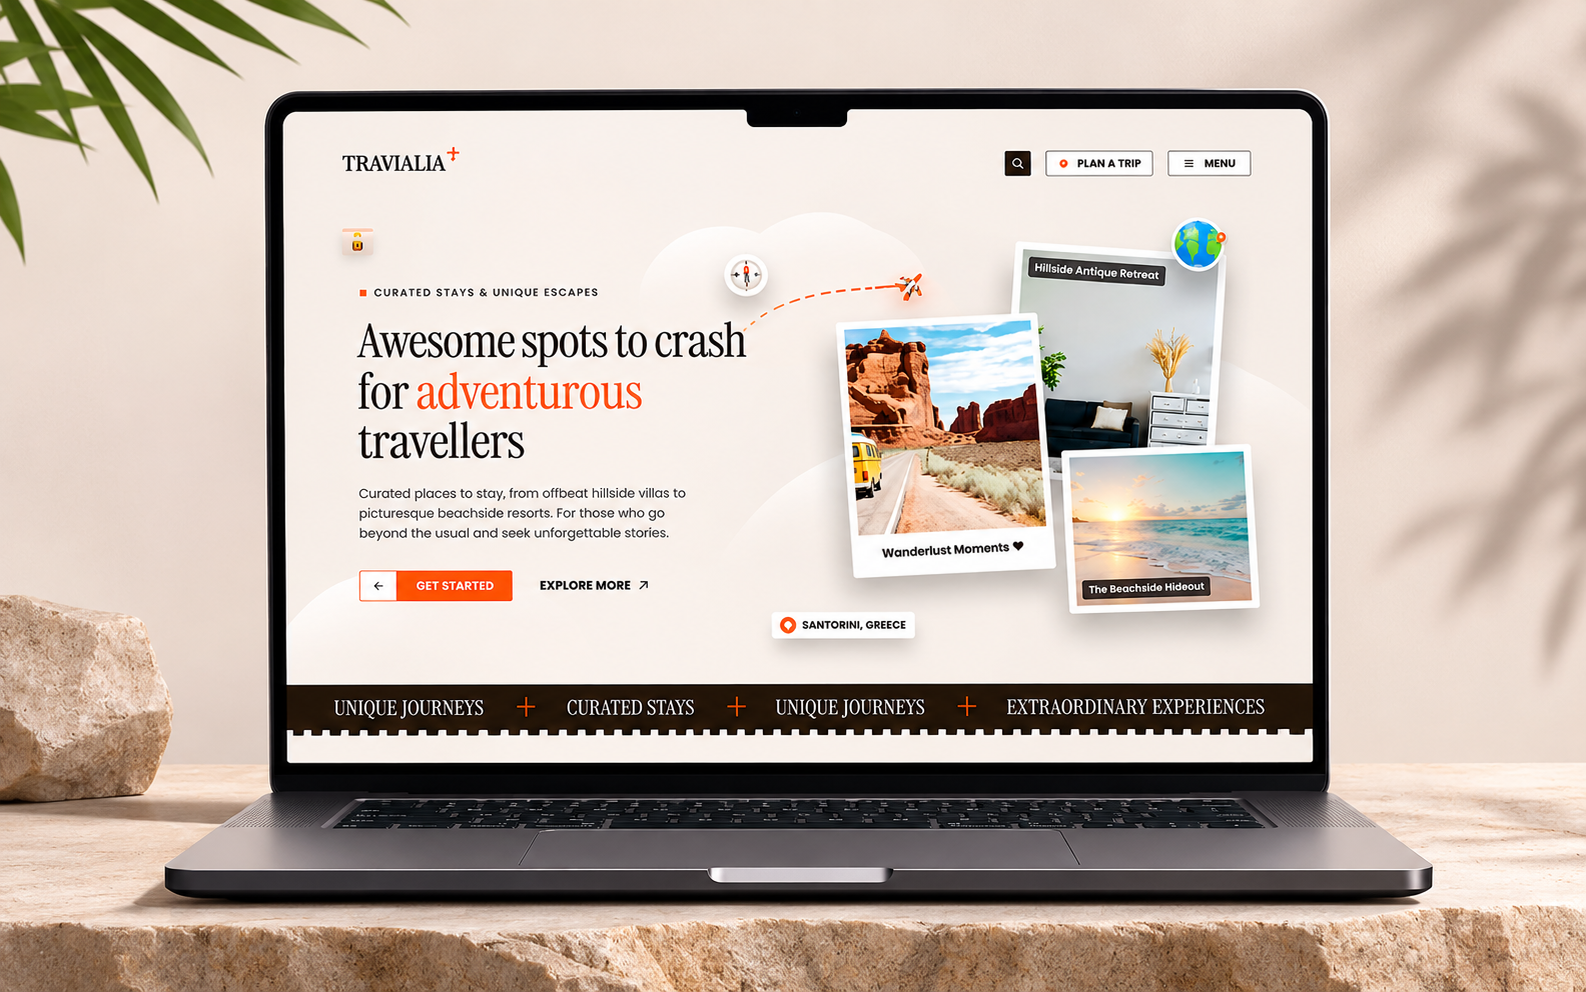 TRAVIALIA
PLAN A TRIP
MENU
CURATED STAYS & UNIQUE ESCAPES
Awesome spots to crash
for adventurous
travellers
Curated places to stay, from offbeat hillside villas to
picturesque beachside resorts. For those who go
beyond the usual and seek unforgettable stories.
GET STARTED
EXPLORE MORE
Hillside Antique Retreat
Wanderlust Moments
The Beachside Hideout
SANTORINI, GREECE
UNIQUE JOURNEYS
CURATED STAYS
UNIQUE JOURNEYS
EXTRAORDINARY EXPERIENCES